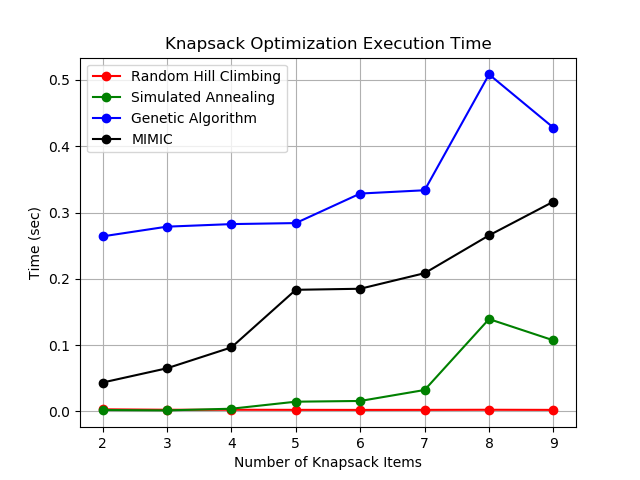 Knapsack Optimization Execution Time
Random Hill Climbing
Simulated Annealing
Genetic Algorithm
MIMIC
Time (sec)
0.5
0.4
0.3
0.2
0.1
0.0
2 3 4 5 6 7 8 9
Number of Knapsack Items